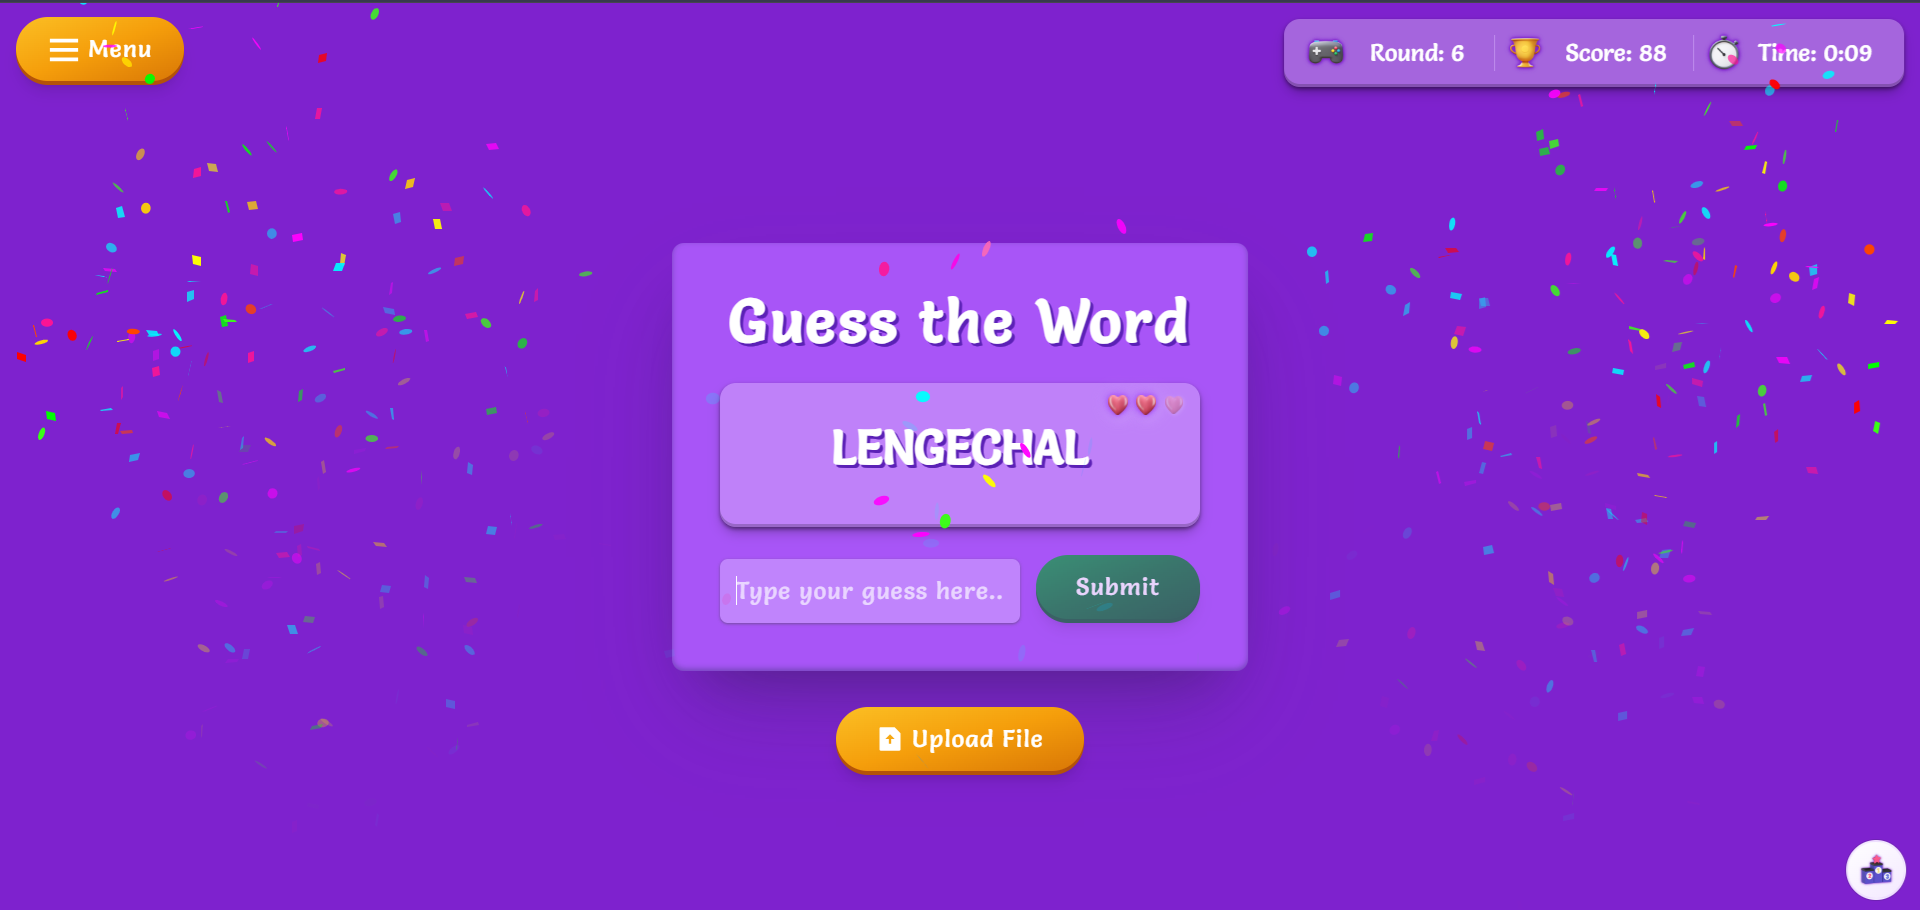 Menu
Round: 6
Score: 88
Time: 0:09
Guess the Word
LENGECHAL
Type your guess here..
Submit
Upload File